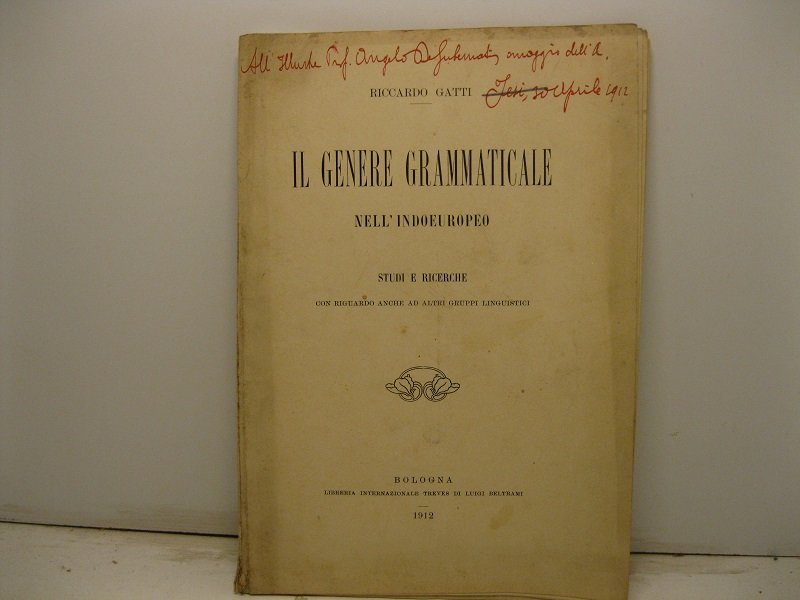 All' Illustre Prof. Angelo De Gubernatis omaggio dell'A.
RICCARDO GATTI
Jesi, 30 Aprile 1912
IL GENERE GRAMMATICALE
NELL'INDOEUROPEO
STUDI E RICERCHE
CON RIGUARDO ANCHE AD ALTRI GRUPPI LINGUISTICI
BOLOGNA
LIBRERIA INTERNAZIONALE TREVES DI LUIGI BELTRAMI
1912